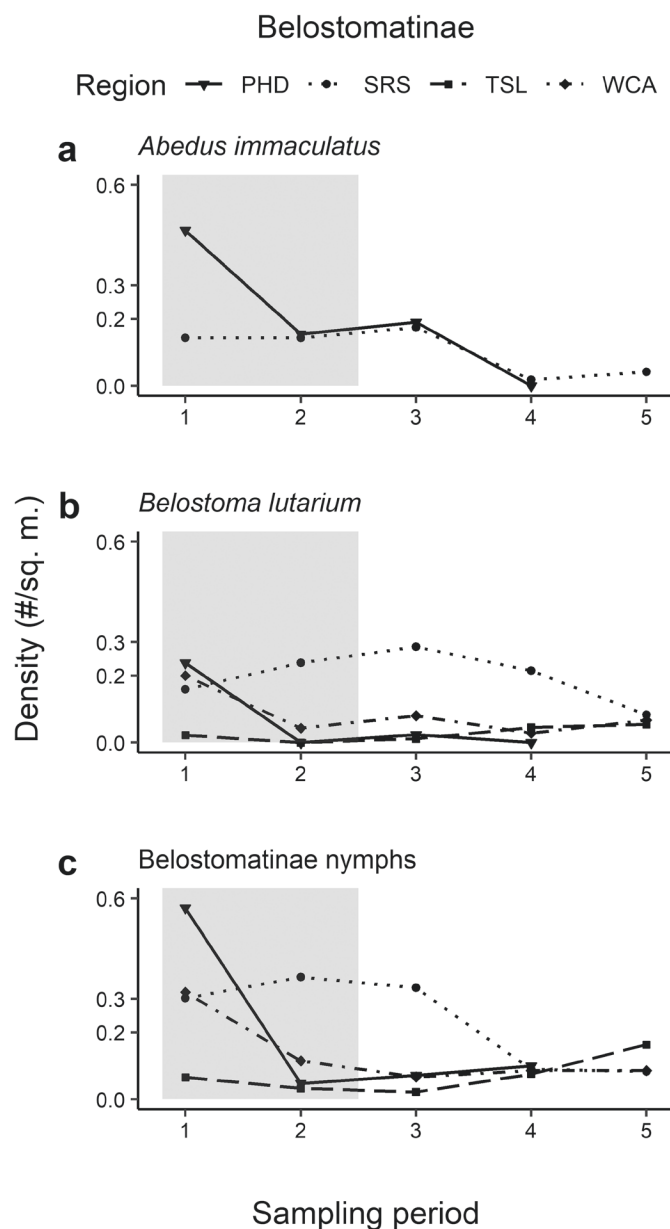 Belostomatinae
Region PHD SRS TSL WCA
a Abedus immaculatus
0.6
0.3
0.2
0.0
1 2 3 4 5
b Belostoma lutarium
0.6
0.3
0.2
0.0
1 2 3 4 5
Density (#/sq. m.)
c Belostomatinae nymphs
0.6
0.3
0.2
0.0
1 2 3 4 5
Sampling period